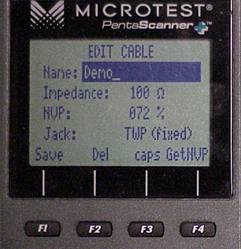 MICROTEST®
PentaScanner+
EDIT CABLE
Name: Demo_
Impedance: 100 Ω
NVP: 072 %
Jack: TWP (fixed)
Save Del caps GetNVP
F1 F2 F3 F4